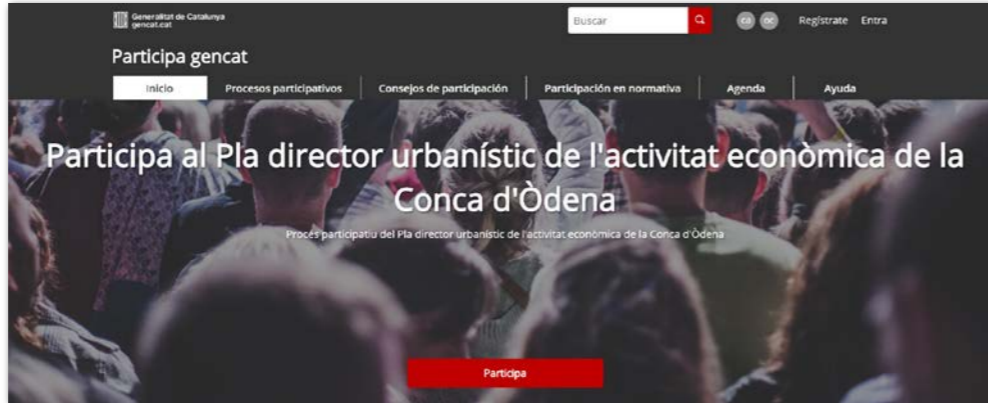 Generalitat de Catalunya
gencat.cat
Buscar
ca oc Regístrate Entra
Participa gencat
Inicio Procesos participativos Consejos de participación Participación en normativa Agenda Ayuda
Participa al Pla director urbanístic de l'activitat econòmica de la
Conca d'Òdena
Procés participatiu del Pla director urbanístic de l'activitat econòmica de la Conca d'Òdena
Participa